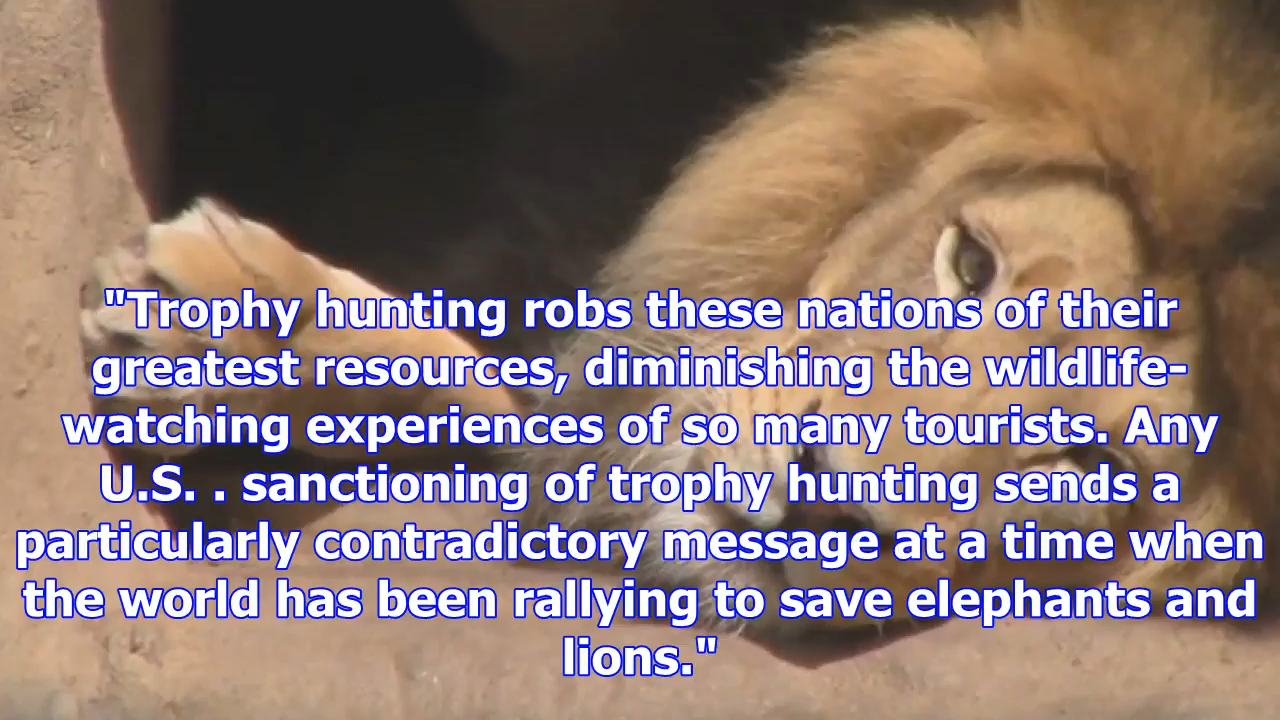 "Trophy hunting robs these nations of their
greatest resources, diminishing the wildlife-
watching experiences of so many tourists. Any
U.S. . sanctioning of trophy hunting sends a
particularly contradictory message at a time when
the world has been rallying to save elephants and
lions."